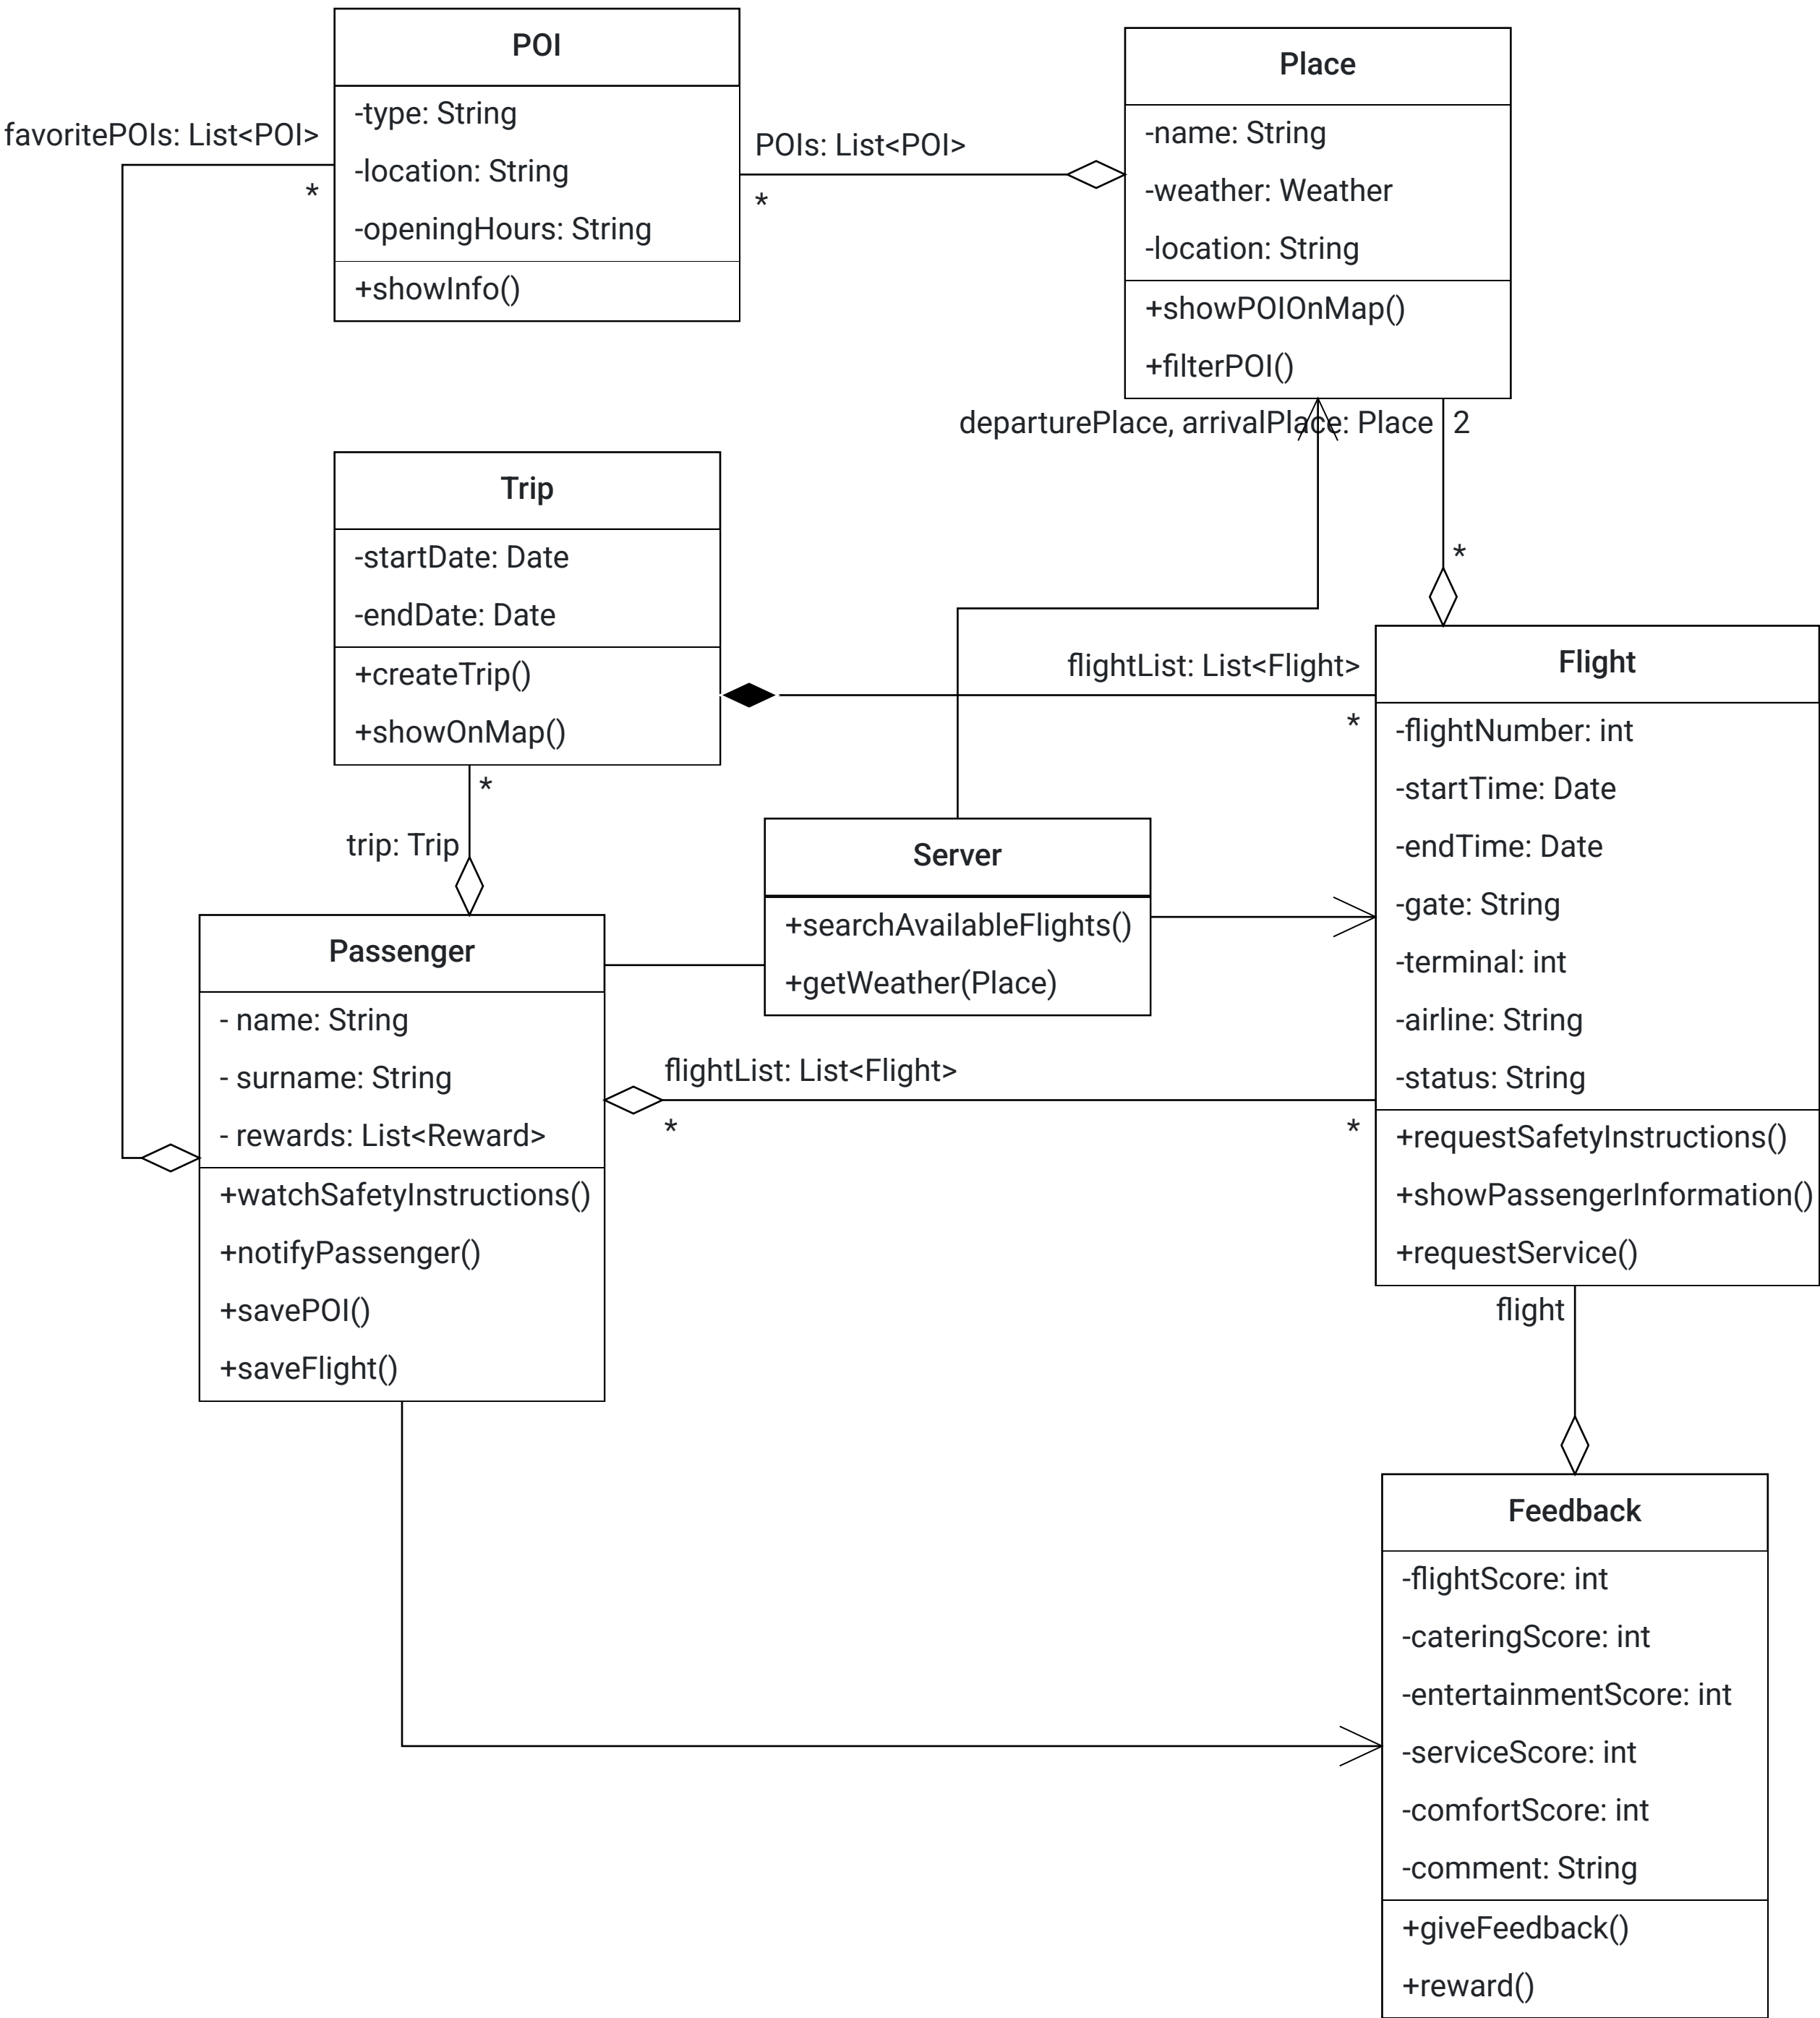 POI
-type: String
-location: String
-openingHours: String
+showInfo()
favoritePOIs: List<POI>
*
POIs: List<POI>
*
Place
-name: String
-weather: Weather
-location: String
+showPOIOnMap()
+filterPOI()
departurePlace, arrivalPlace: Place
2
*
Trip
-startDate: Date
-endDate: Date
+createTrip()
+showOnMap()
*
trip: Trip
flightList: List<Flight>
*
Server
+searchAvailableFlights()
+getWeather(Place)
Flight
-flightNumber: int
-startTime: Date
-endTime: Date
-gate: String
-terminal: int
-airline: String
-status: String
+requestSafetyInstructions()
+showPassengerInformation()
+requestService()
Passenger
- name: String
- surname: String
- rewards: List<Reward>
+watchSafetyInstructions()
+notifyPassenger()
+savePOI()
+saveFlight()
flightList: List<Flight>
*
*
flight
Feedback
-flightScore: int
-cateringScore: int
-entertainmentScore: int
-serviceScore: int
-comfortScore: int
-comment: String
+giveFeedback()
+reward()